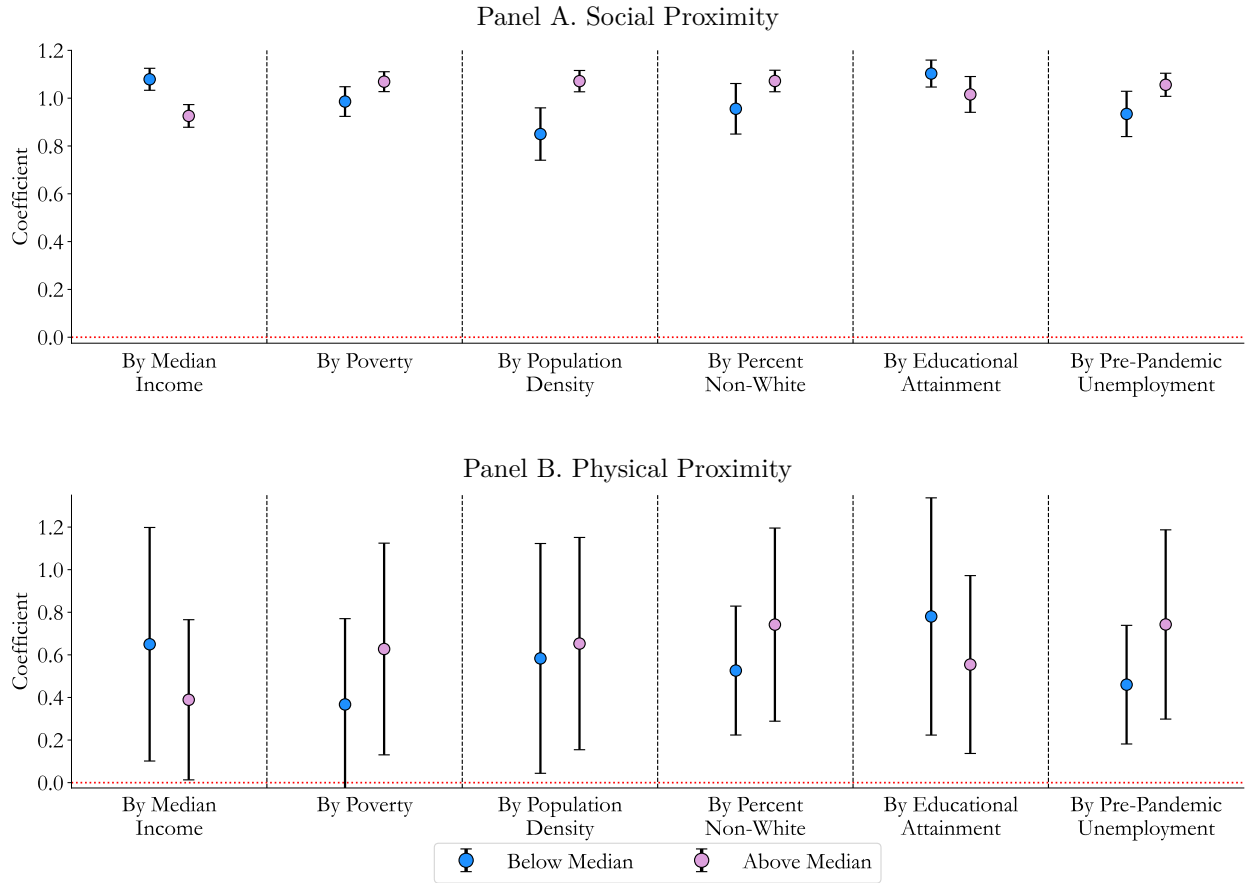 Panel A. Social Proximity
Coefficient
1.2
1.0
0.8
0.6
0.4
0.2
0.0
By Median
Income
By Poverty
By Population
Density
By Percent
Non-White
By Educational
Attainment
By Pre-Pandemic
Unemployment
Panel B. Physical Proximity
Coefficient
1.2
1.0
0.8
0.6
0.4
0.2
0.0
By Median
Income
By Poverty
By Population
Density
By Percent
Non-White
By Educational
Attainment
By Pre-Pandemic
Unemployment
Below Median
Above Median